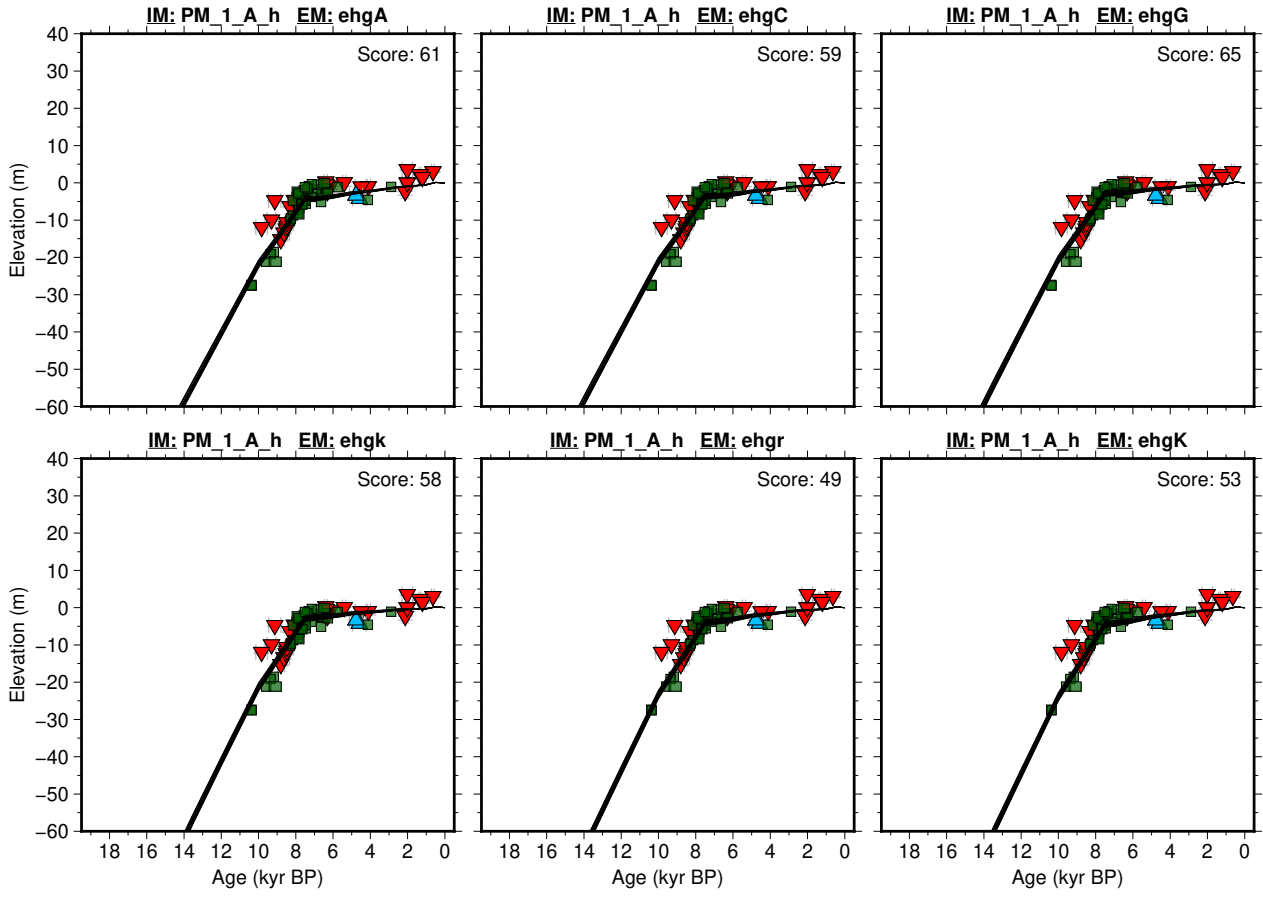 IM: PM_1_A_h EM: ehgA
IM: PM_1_A_h EM: ehgC
IM: PM_1_A_h EM: ehgG
40
30
20
10
0
−10
−20
−30
−40
−50
−60
Elevation (m)
Score: 61
Score: 59
Score: 65
IM: PM_1_A_h EM: ehgk
IM: PM_1_A_h EM: ehgr
IM: PM_1_A_h EM: ehgK
40
30
20
10
0
−10
−20
−30
−40
−50
−60
Elevation (m)
Score: 58
Score: 49
Score: 53
18 16 14 12 10 8 6 4 2 0
18 16 14 12 10 8 6 4 2 0
18 16 14 12 10 8 6 4 2 0
Age (kyr BP)
Age (kyr BP)
Age (kyr BP)